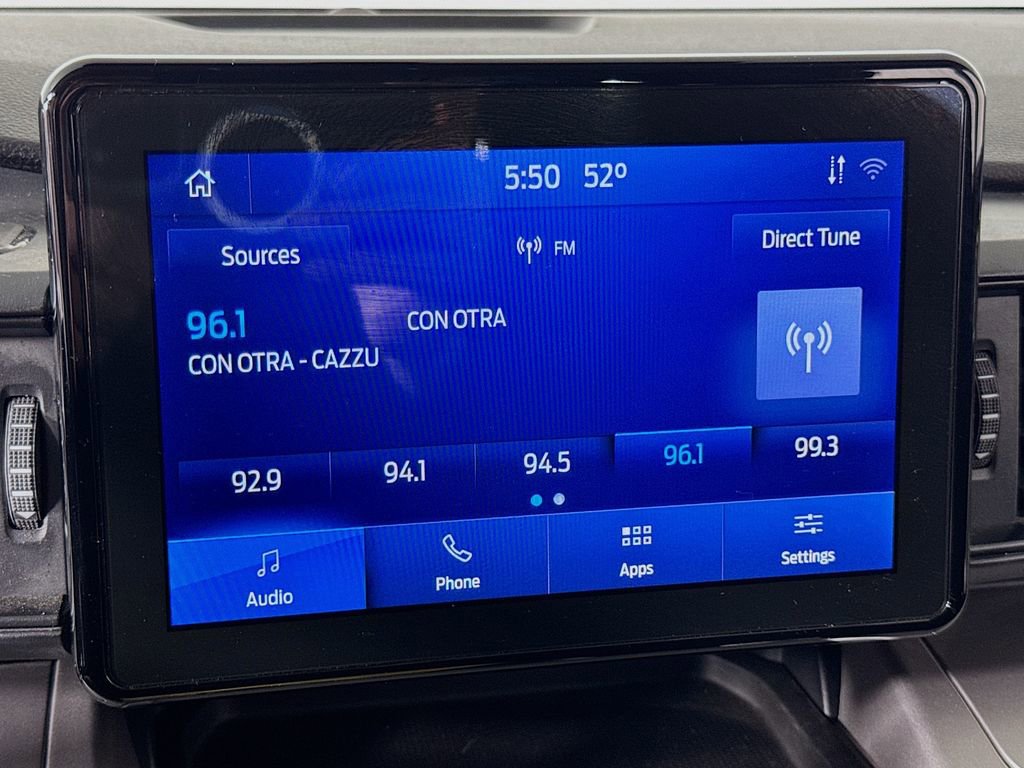 5:50 52º
Sources
FM
Direct Tune
96.1
CON OTRA
CON OTRA - CAZZU
92.9
94.1
94.5
96.1
99.3
Audio
Phone
Apps
Settings